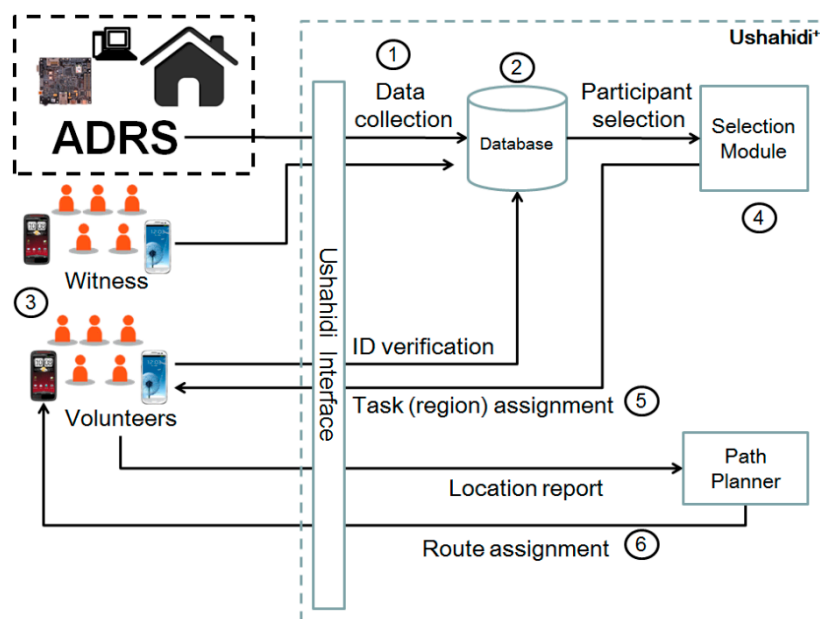 Ushahidi+
ADRS
1
Data
collection
2
Database
Participant
selection
Selection
Module
4
Witness
3
Ushahidi Interface
Volunteers
ID verification
Task (region) assignment
5
Location report
Path
Planner
Route assignment
6